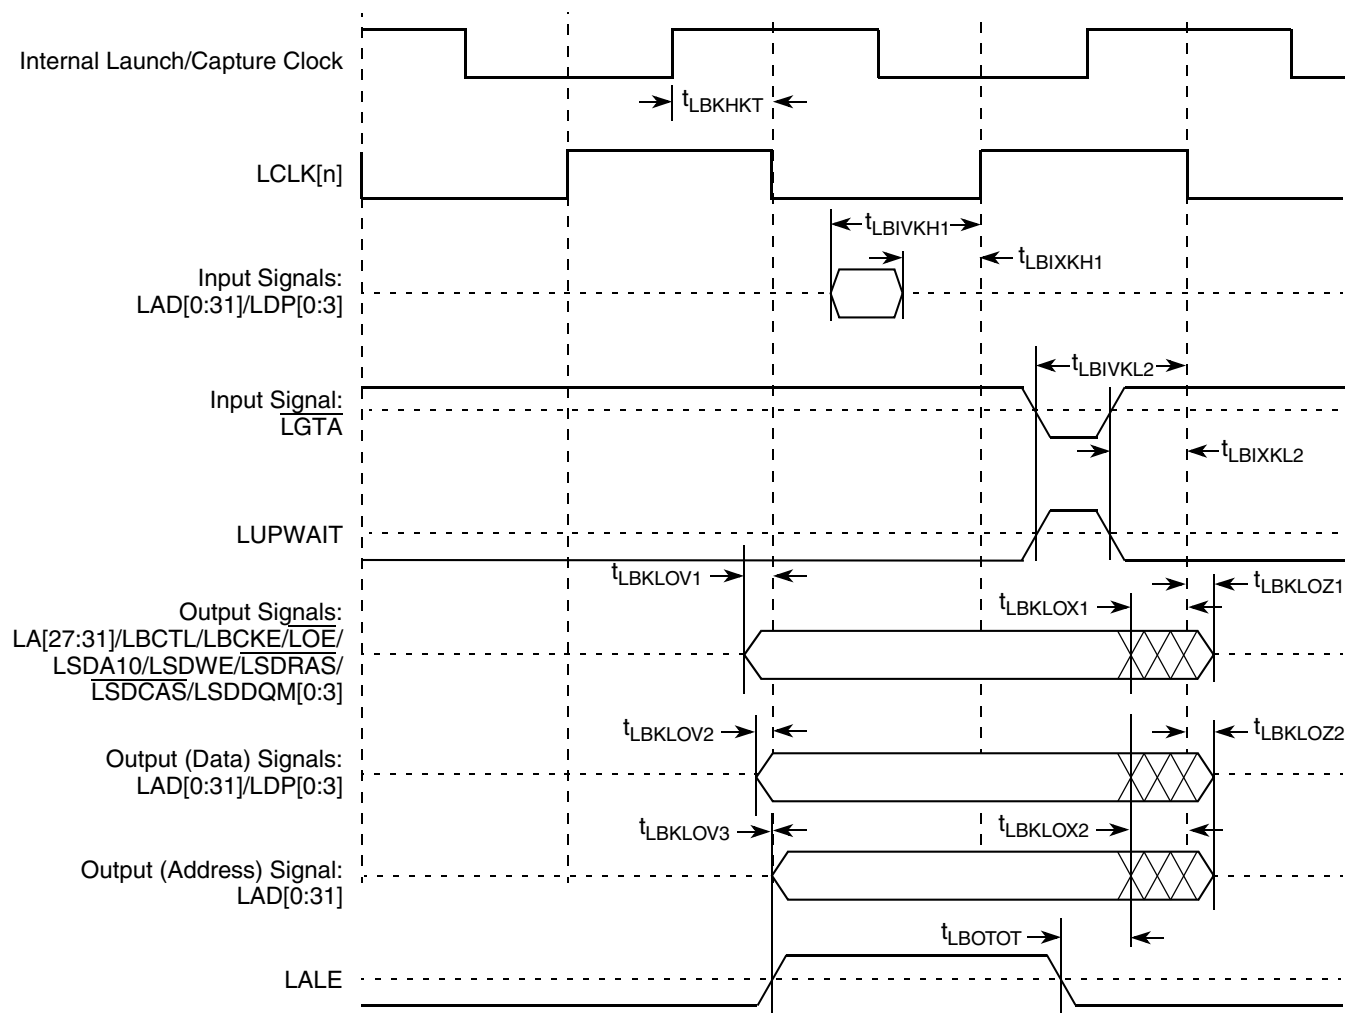 Internal Launch/Capture Clock
tLBKHKT
LCLK[n]
tLBIVKH1
tLBIXKH1
Input Signals:
LAD[0:31]/LDP[0:3]
tLBIVKL2
Input Signal:
LGTA
tLBIXKL2
LUPWAIT
tLBKLOV1
tLBKLOZ1
tLBKLOX1
Output Signals:
LA[27:31]/LBCTL/LBCKE/LOE/
LSDA10/LSDWE/LSDRAS/
LSDCAS/LSDDQM[0:3]
tLBKLOV2
tLBKLOZ2
Output (Data) Signals:
LAD[0:31]/LDP[0:3]
tLBKLOV3
tLBKLOX2
Output (Address) Signal:
LAD[0:31]
tLBOTOT
LALE